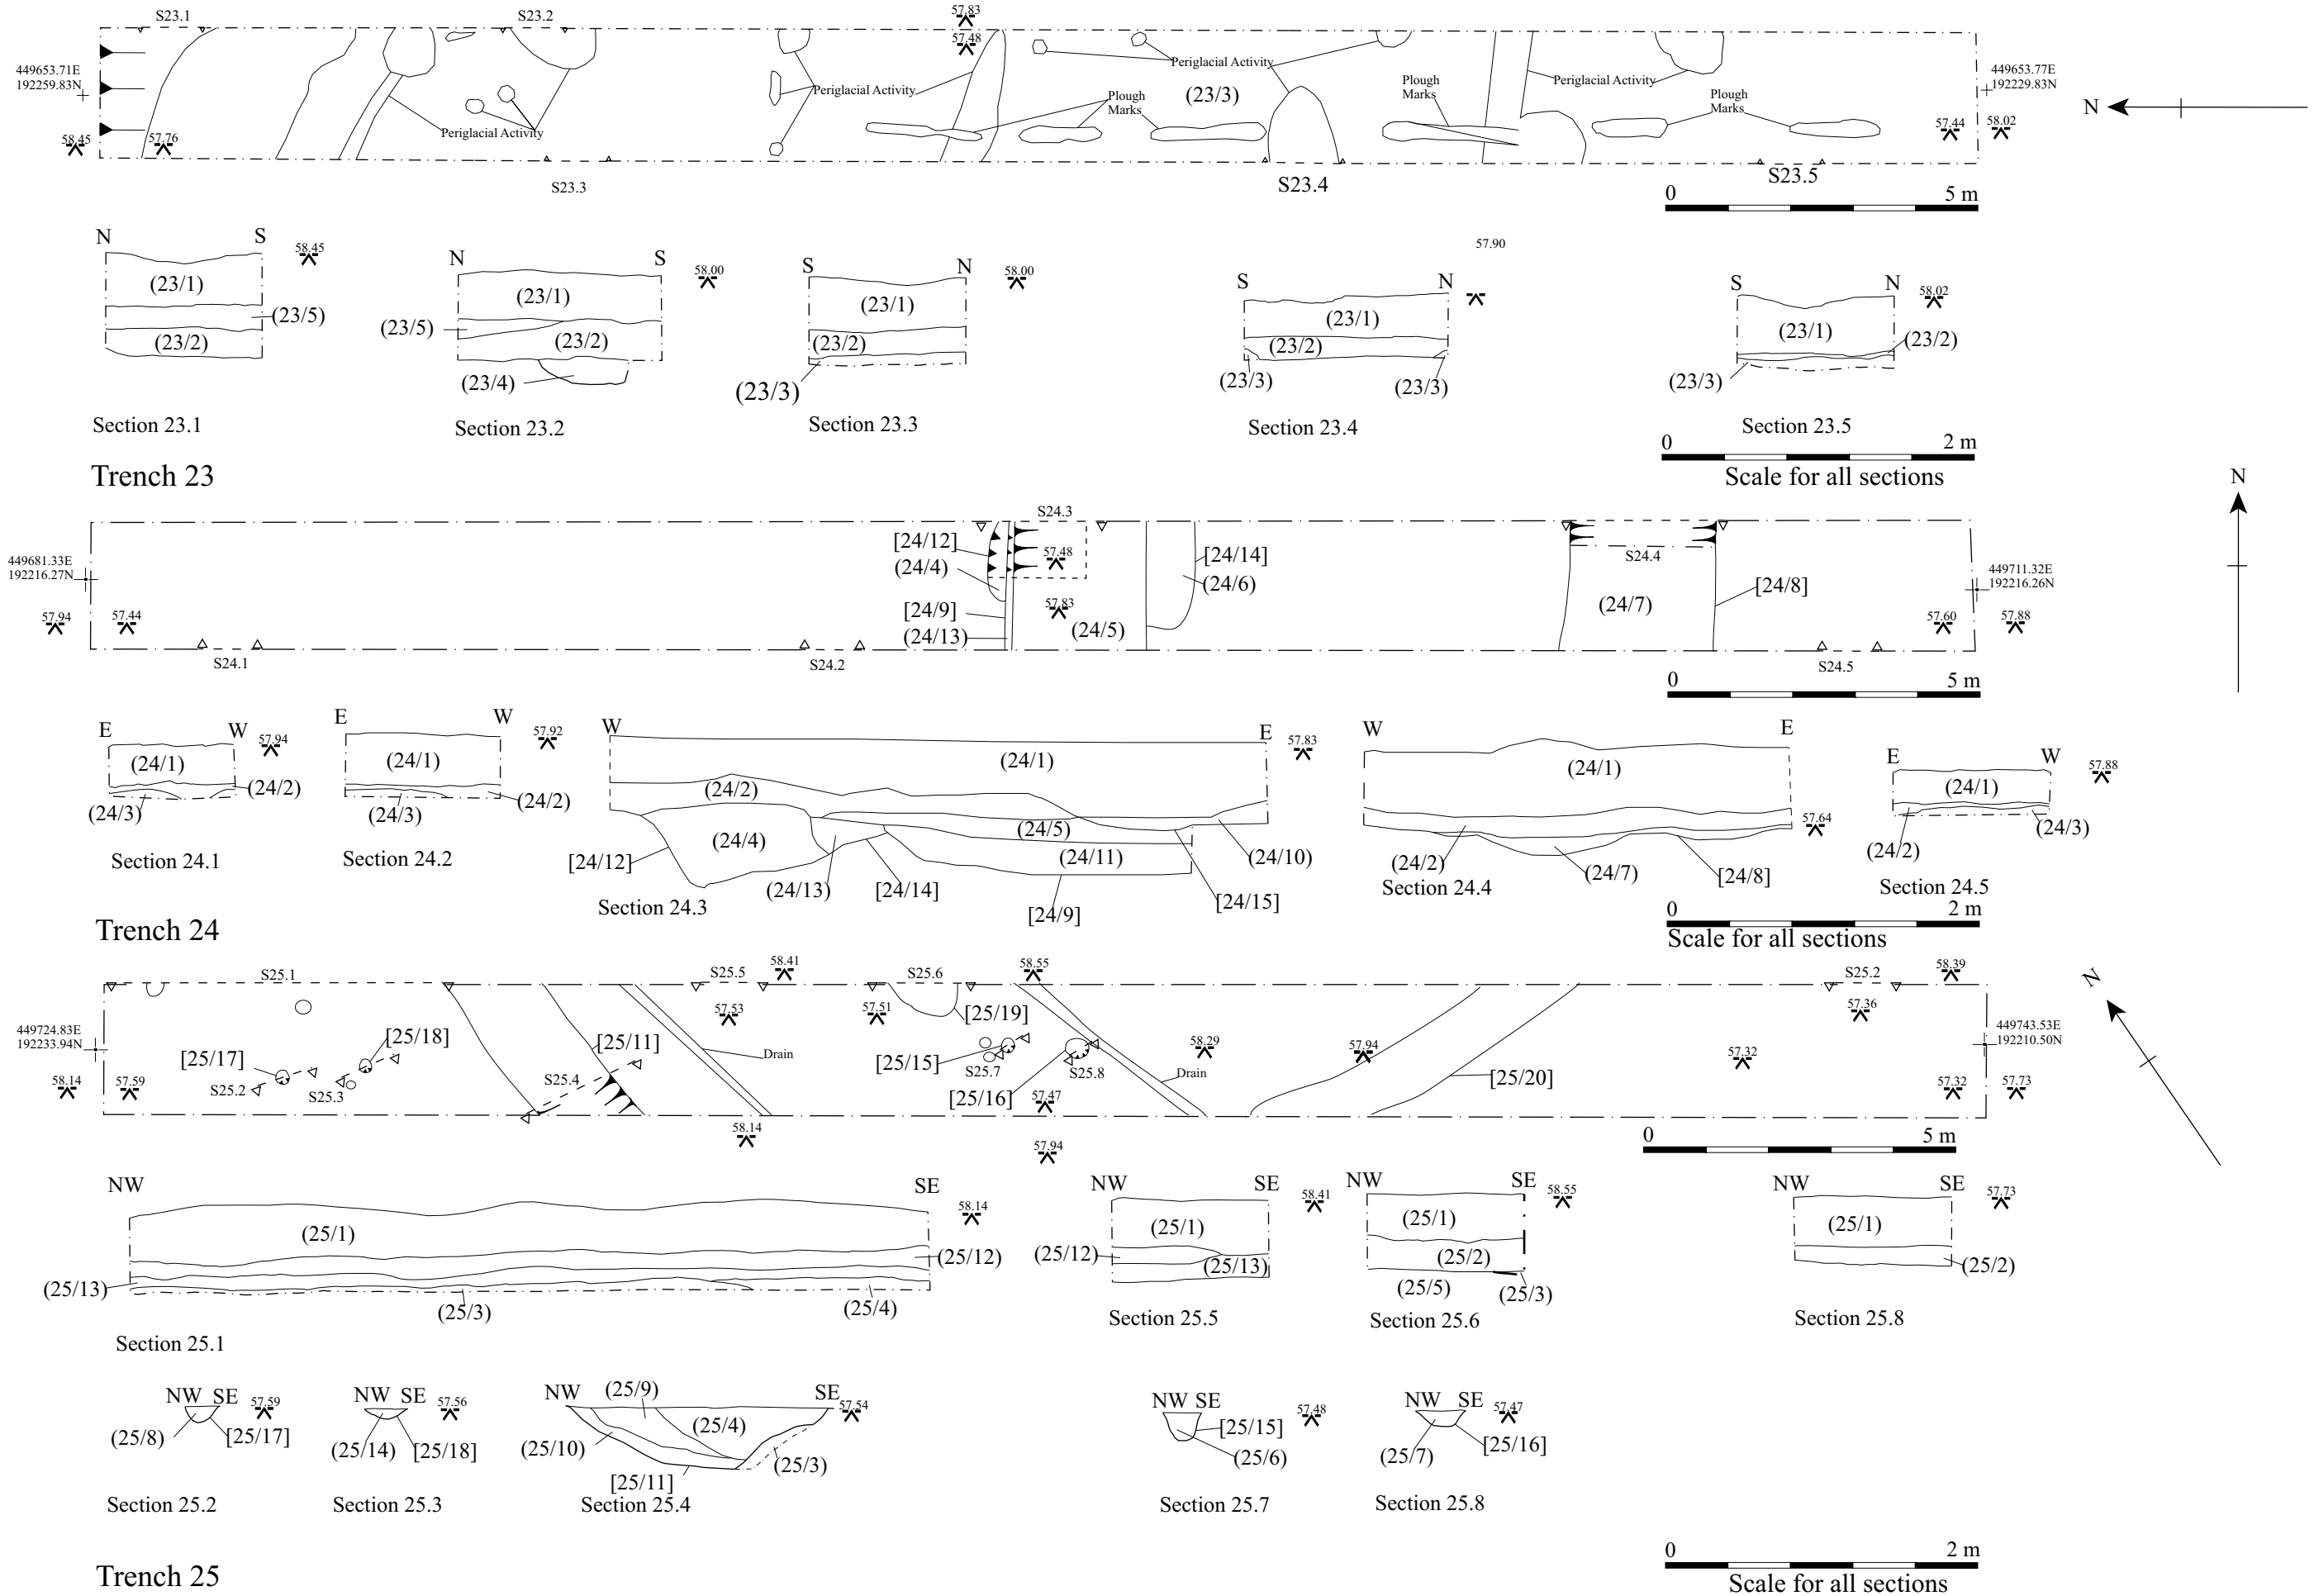 S23.1
S23.2
57.83
57.48
449653.71E
192259.83N
58.45
57.76
Periglacial Activity
Periglacial Activity
Plough
Marks
Periglacial Activity
(23/3)
Plough
Marks
Periglacial Activity
Plough
Marks
449653.77E
192229.83N
57.44
58.02
N
S23.3
S23.4
S23.5
0
5 m
N
S
58.45
(23/1)
(23/5)
(23/2)
Section 23.1
N
S
58.00
(23/1)
(23/5)
(23/2)
(23/4)
Section 23.2
S
N
58.00
(23/1)
(23/2)
(23/3)
Section 23.3
57.90
S
N
(23/1)
(23/2)
(23/3)
(23/3)
Section 23.4
S
N
58.02
(23/1)
(23/2)
(23/3)
Section 23.5
0
2 m
Scale for all sections
Trench 23
N
449681.33E
192216.27N
57.94
57.44
S24.1
S24.2
S24.3
[24/12]
(24/4)
57.48
[24/9]
57.83
(24/13)
(24/5)
[24/14]
(24/6)
S24.4
(24/7)
[24/8]
449711.32E
192216.26N
57.60
57.88
S24.5
0
5 m
E
W
57.94
(24/1)
(24/2)
(24/3)
Section 24.1
E
W
57.92
(24/1)
(24/2)
(24/3)
Section 24.2
W
E
57.83
(24/1)
(24/2)
(24/5)
(24/4)
(24/11)
(24/10)
[24/12]
(24/13)
[24/14]
[24/9]
[24/15]
Section 24.3
W
E
(24/1)
57.64
(24/2)
(24/7)
[24/8]
Section 24.4
E
W
57.88
(24/1)
(24/2)
(24/3)
Section 24.5
0
2 m
Scale for all sections
Trench 24
N
S25.1
S25.5
58.41
S25.6
58.55
S25.2
58.39
449724.83E
192233.94N
58.14
57.59
[25/17]
[25/18]
S25.2
S25.3
[25/11]
S25.4
57.53
Drain
57.51
[25/19]
[25/15]
S25.7
S25.8
[25/16]
57.47
58.29
Drain
57.94
[25/20]
57.36
57.32
449743.53E
192210.50N
57.32
57.73
58.14
57.94
0
5 m
NW
SE
58.14
(25/1)
(25/12)
(25/13)
(25/3)
(25/4)
Section 25.1
NW
SE
58.41
(25/1)
(25/12)
(25/13)
Section 25.5
NW
SE
58.55
(25/1)
(25/2)
(25/5)
(25/3)
Section 25.6
NW
SE
57.73
(25/1)
(25/2)
Section 25.8
NW SE
57.59
(25/8)
[25/17]
Section 25.2
NW SE
57.56
(25/14)
[25/18]
Section 25.3
NW
(25/9)
SE
57.54
(25/4)
(25/10)
(25/3)
[25/11]
Section 25.4
NW SE
57.48
[25/15]
(25/6)
Section 25.7
NW SE
57.47
(25/7)
[25/16]
Section 25.8
0
2 m
Scale for all sections
Trench 25